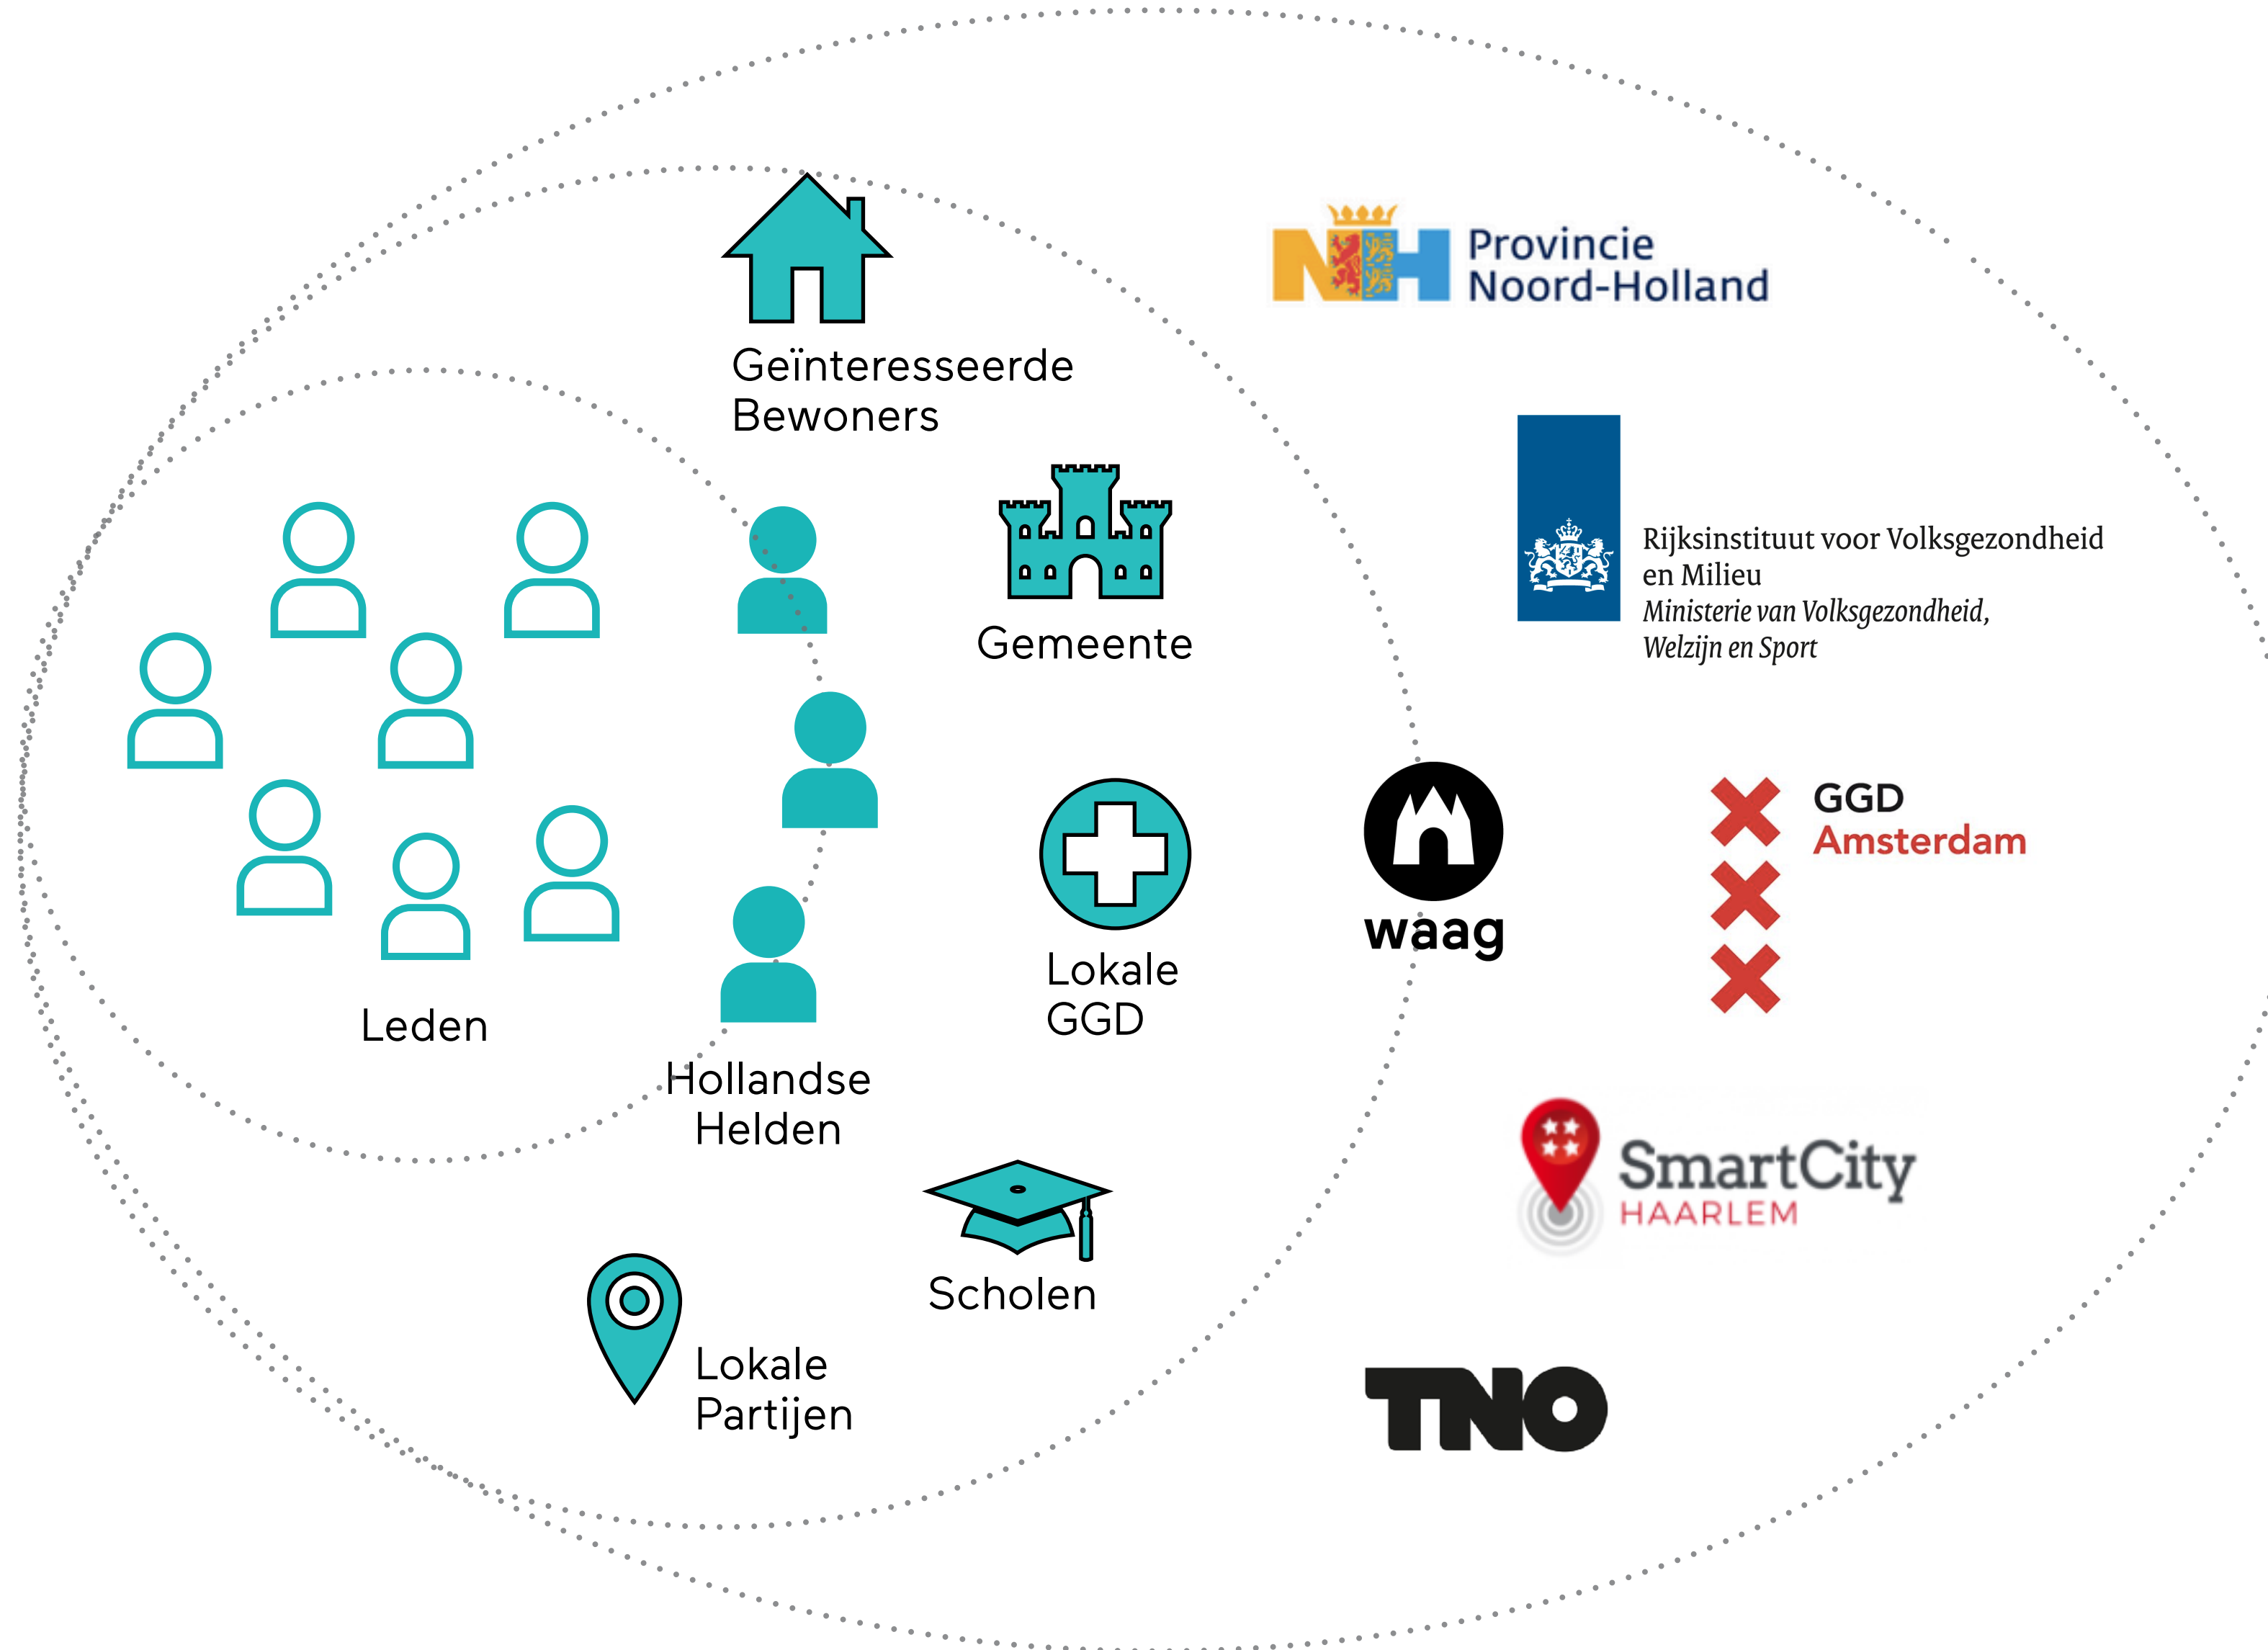 Geïnteresseerde
Bewoners
Gemeente
Lokale
GGD
Leden
Hollandse
Helden
Scholen
Lokale
Partijen
NH
Provincie
Noord-Holland
Rijksinstituut voor Volksgezondheid
en Milieu
Ministerie van Volksgezondheid,
Welzijn en Sport
waag
GGD
Amsterdam
SmartCity
HAARLEM
TNO